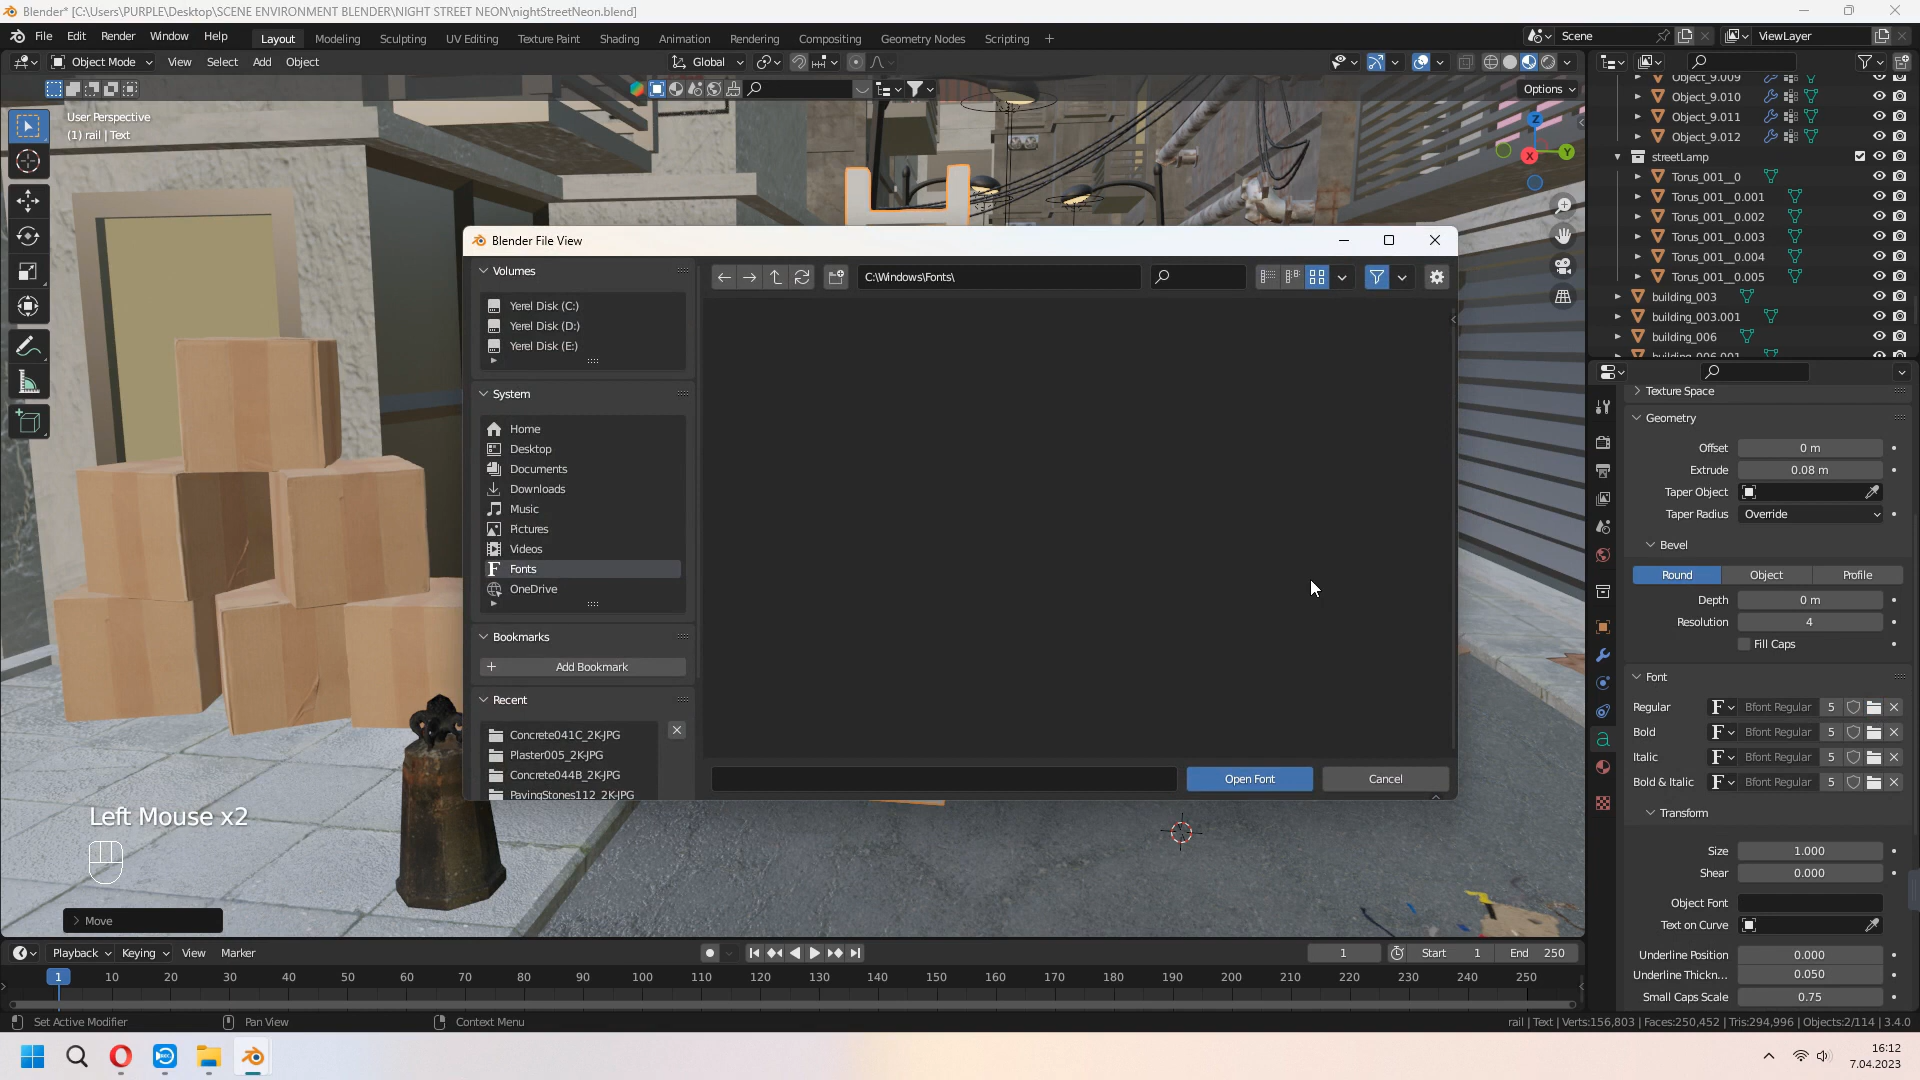 Blender* [C:\Users\PURPLE\Desktop\SCENE ENVIRONMENT BLENDER\NIGHT STREET NEON\nightStreetNeon.blend]
File Edit Render Window Help Layout Modeling Sculpting UV Editing Texture Paint Shading Animation Rendering Compositing Geometry Nodes Scripting + Scene ViewLayer
Object Mode View Select Add Object Global
Options
User Perspective
(1) rail | Text
Z
X
Y
Object_9.009
Object_9.010
Object_9.011
Object_9.012
streetLamp
Torus_001__0
Torus_001__0.001
Torus_001__0.002
Torus_001__0.003
Torus_001__0.004
Torus_001__0.005
building_003
building_003.001
building_006
building_006.001
Blender File View
Volumes
Yerel Disk (C:)
Yerel Disk (D:)
Yerel Disk (E:)
System
Home
Desktop
Documents
Downloads
Music
Pictures
Videos
Fonts
OneDrive
Bookmarks
Add Bookmark
Recent
Concrete041C_2K-JPG
Plaster005_2K-JPG
Concrete044B_2K-JPG
PavingStones112_2K-JPG
C:\Windows\Fonts\
Open Font Cancel
Texture Space
Geometry
Offset 0 m
Extrude 0.08 m
Taper Object
Taper Radius Override
Bevel
Round Object Profile
Depth 0 m
Resolution 4
Fill Caps
Font
Regular Bfont Regular 5
Bold Bfont Regular 5
Italic Bfont Regular 5
Bold & Italic Bfont Regular 5
Transform
Size 1.000
Shear 0.000
Object Font
Text on Curve
Underline Position 0.000
Underline Thickn... 0.050
Small Caps Scale 0.75
Left Mouse x2
Move
Playback Keying View Marker 1 Start 1 End 250
1 10 20 30 40 50 60 70 80 90 100 110 120 130 140 150 160 170 180 190 200 210 220 230 240 250
Set Active Modifier Pan View Context Menu rail | Text | Verts:156,803 | Faces:250,452 | Tris:294,996 | Objects:2/114 | 3.4.0
REC
16:12
7.04.2023